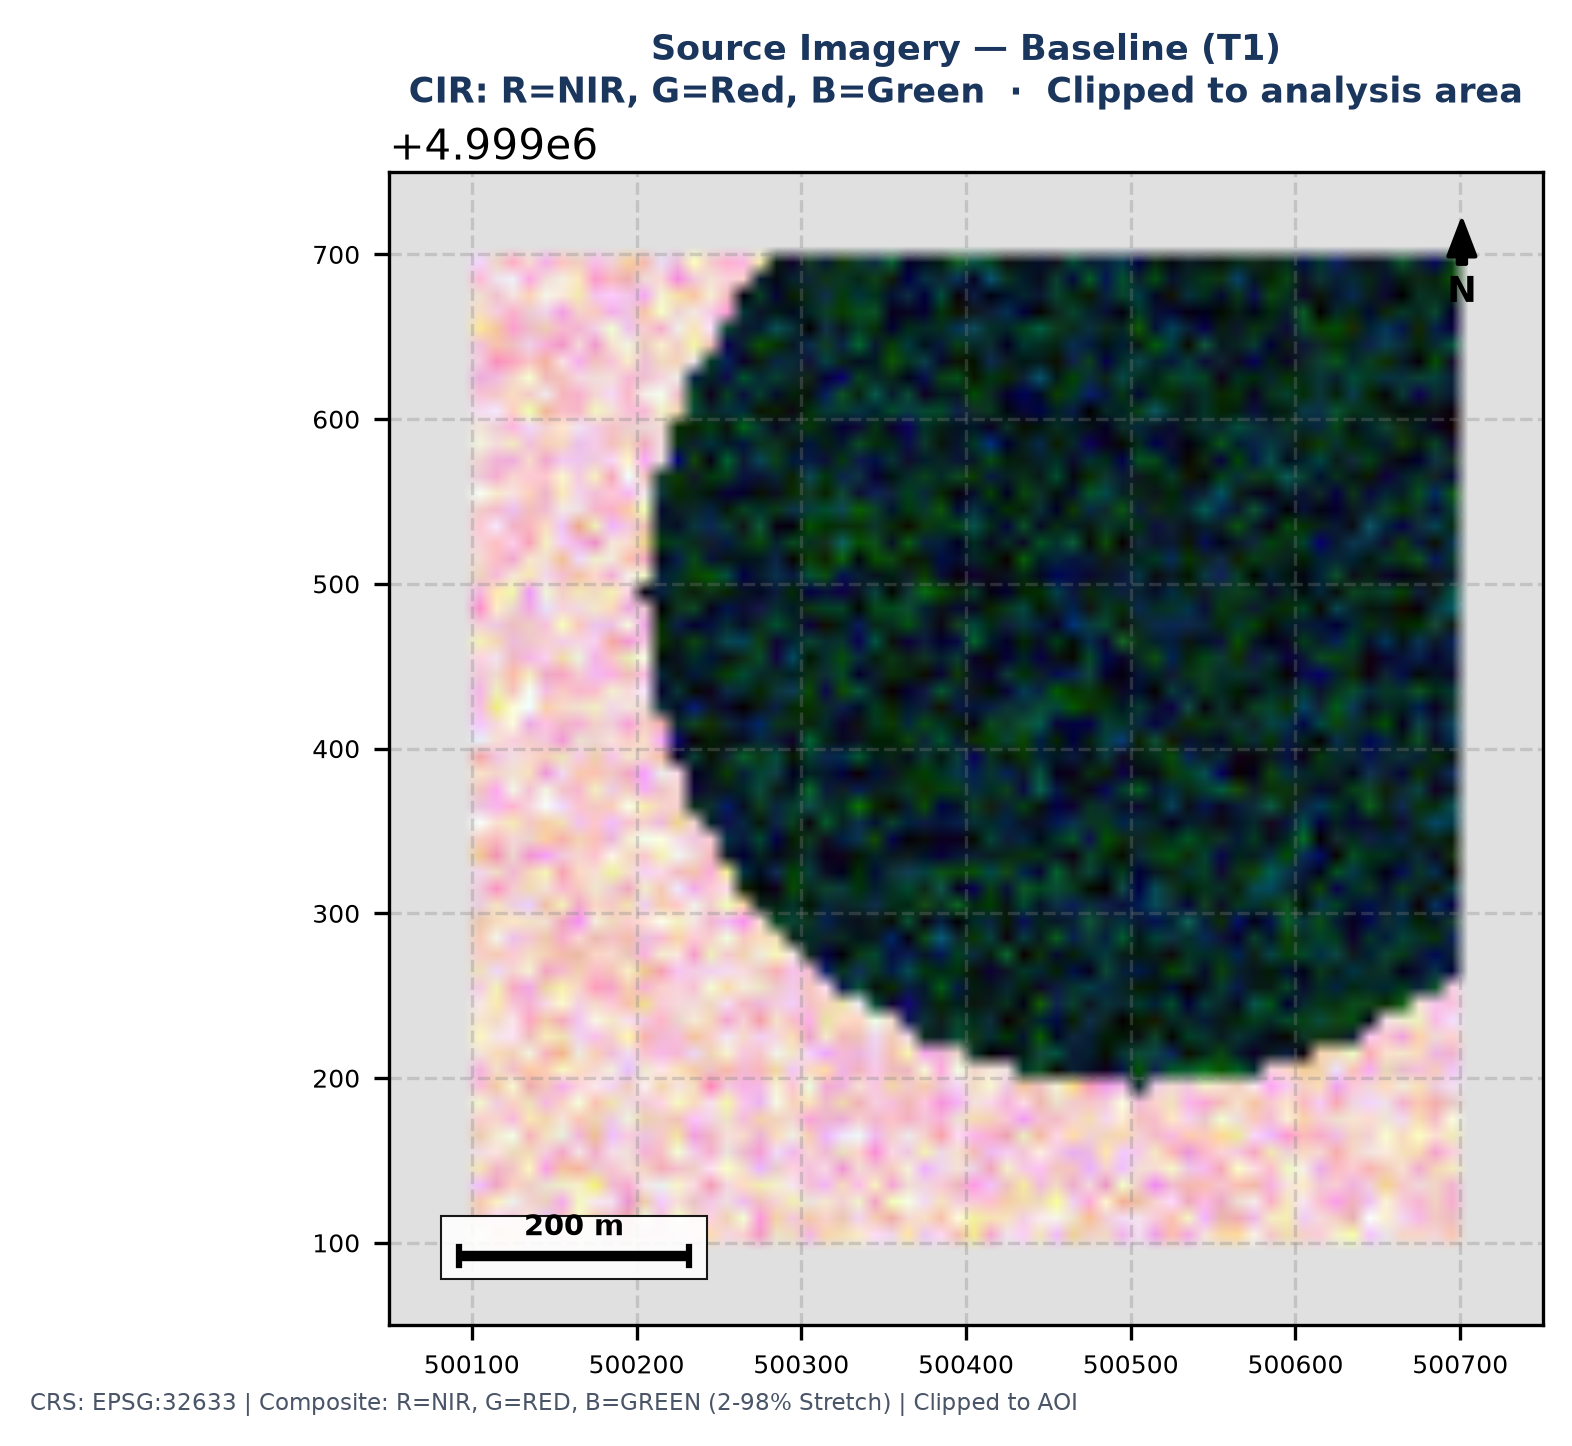 Source Imagery — Baseline (T1)
CIR: R=NIR, G=Red, B=Green · Clipped to analysis area
+4.999e6
700
600
500
400
300
200
100
N
200 m
500100 500200 500300 500400 500500 500600 500700
CRS: EPSG:32633 | Composite: R=NIR, G=RED, B=GREEN (2-98% Stretch) | Clipped to AOI